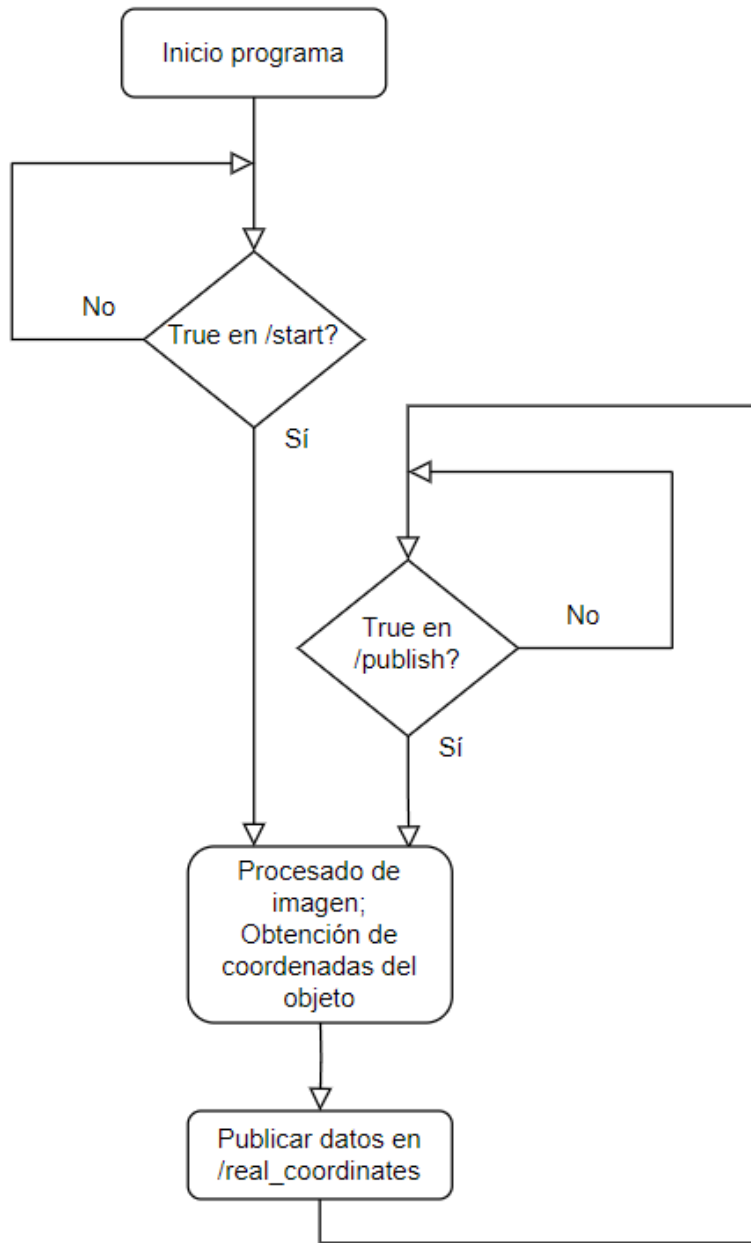 Inicio programa
No
True en /start?
Sí
True en
/publish?
No
Sí
Procesado de
imagen;
Obtención de
coordenadas del
objeto
Publicar datos en
/real_coordinates